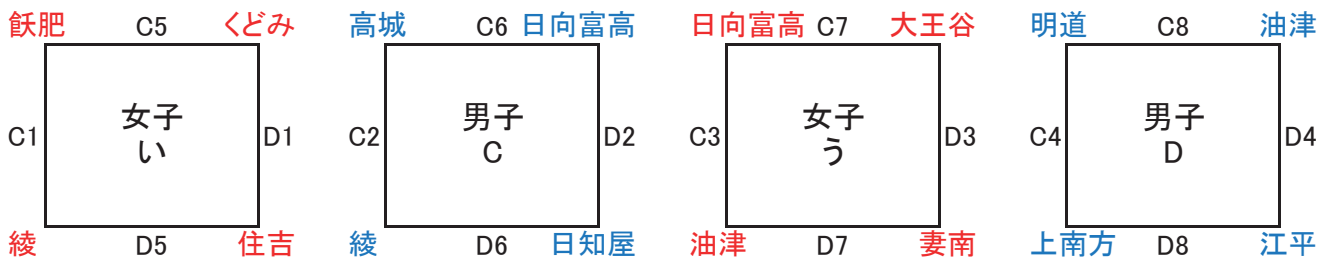 飫肥 C5 くどみ 高城 C6 日向富高 日向富高 C7 大王谷 明道 C8 油津
女子 男子 女子 男子
C1 D1 C2 D2 C3 D3 C4 D4
い C う D
綾 D5 住吉 綾 D6 日知屋 油津 D7 妻南 上南方 D8 江平